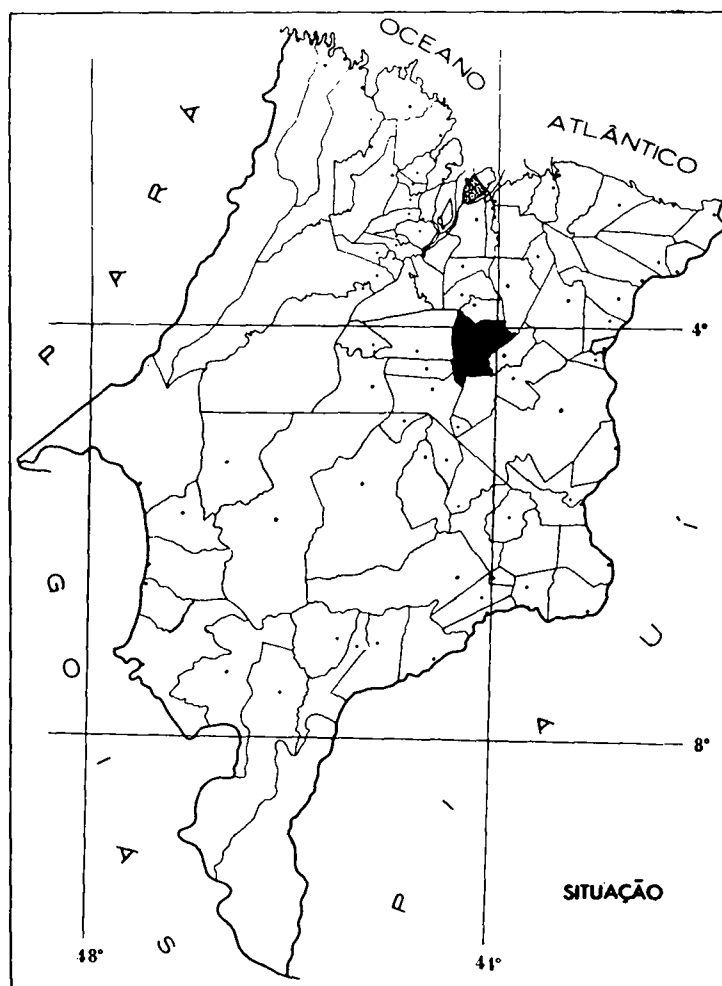 OCEANO
ATLÂNTICO
PARÁ
4°
GOIÁS
PIAUÍ
8°
SITUAÇÃO
48°
41°